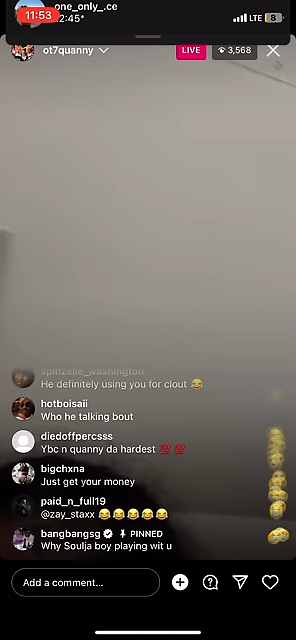 one_only_.ce
11:53
2:45*
LTE 8
ot7quanny
LIVE
3,568
spinzelle_washington
He definitely using you for clout 😂
hotboisaii
Who he talking bout
diedoffpercsss
Ybc n quanny da hardest 💯 💯
bigchxna
Just get your money
paid_n_full19
@zay_staxx 😂 😂 😂 😂 😂
bangbangsg PINNED
Why Soulja boy playing wit u
Add a comment...